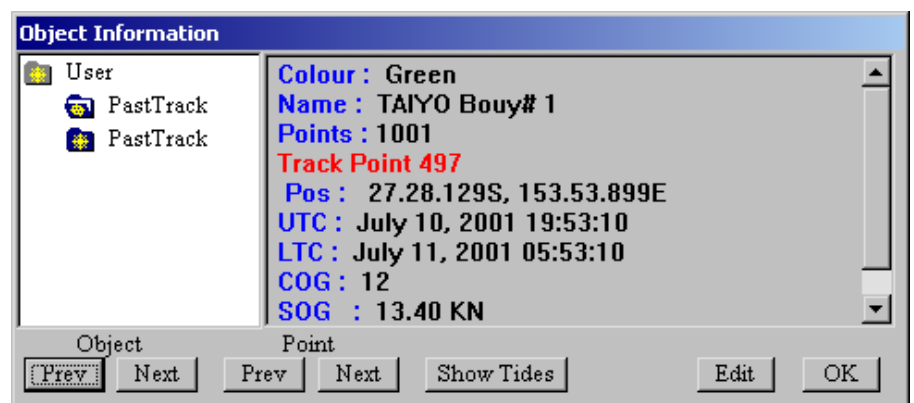 Object Information
User
PastTrack
PastTrack
Colour : Green
Name : TAIYO Bouy# 1
Points : 1001
Track Point 497
Pos : 27.28.129S, 153.53.899E
UTC : July 10, 2001 19:53:10
LTC : July 11, 2001 05:53:10
COG : 12
SOG : 13.40 KN
Object Point
Prev Next Prev Next Show Tides Edit OK